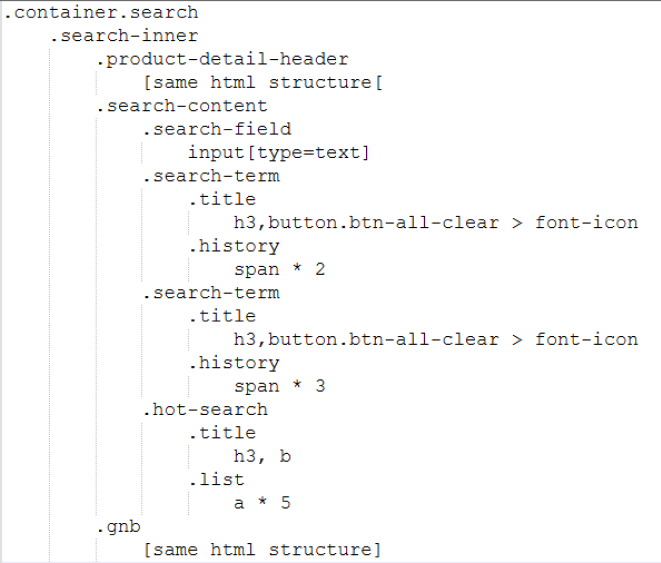 .container.search
.search-inner
.product-detail-header
[same html structure[
.search-content
.search-field
input[type=text]
.search-term
.title
h3,button.btn-all-clear > font-icon
.history
span * 2
.search-term
.title
h3,button.btn-all-clear > font-icon
.history
span * 3
.hot-search
.title
h3, b
.list
a * 5
.gnb
[same html structure]